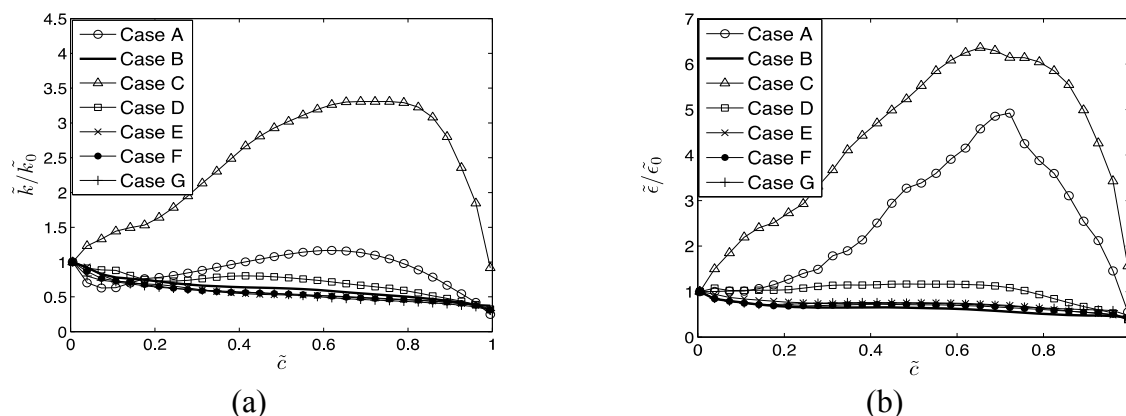 4.5
4
3.5
3
2.5
2
1.5
1
0.5
0
0 0.2 0.4 0.6 0.8 1
k̃/k̃₀
c̃
Case A
Case B
Case C
Case D
Case E
Case F
Case G
(a)
7
6
5
4
3
2
1
0
0 0.2 0.4 0.6 0.8
ϵ̃/ϵ̃₀
c̃
Case A
Case B
Case C
Case D
Case E
Case F
Case G
(b)